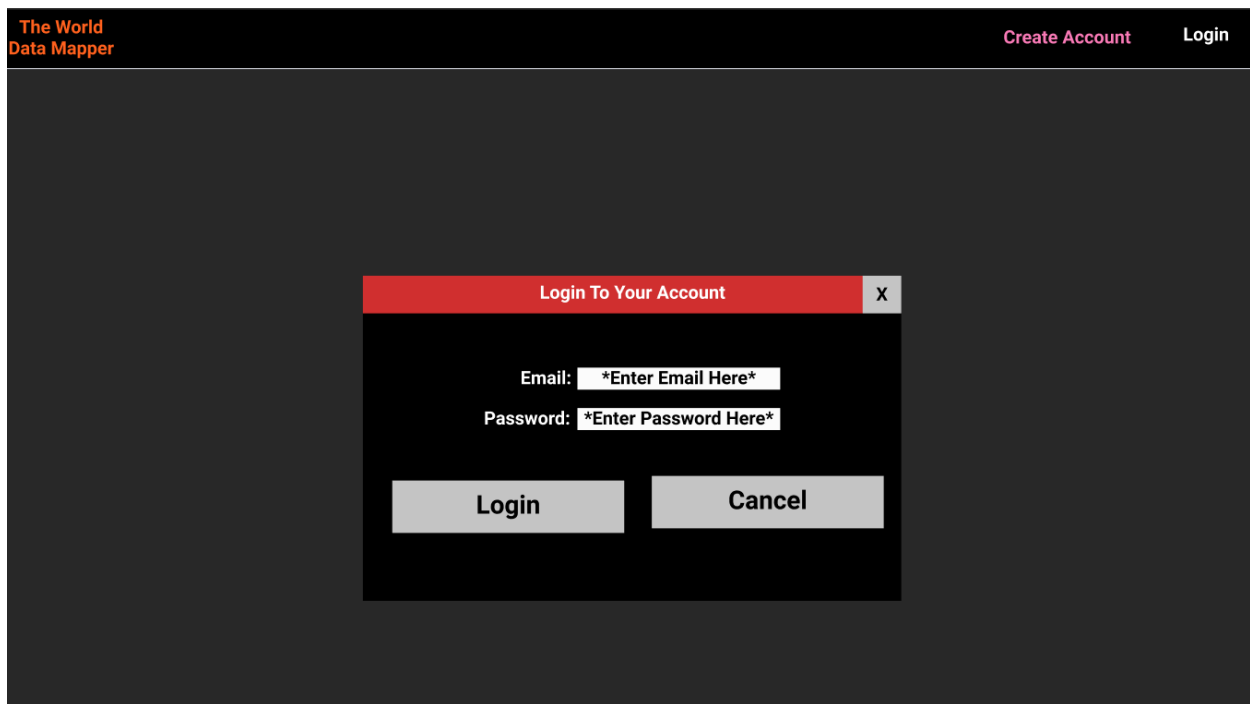 The World
Data Mapper
Create Account
Login
Login To Your Account
X
Email: *Enter Email Here*
Password: *Enter Password Here*
Login
Cancel